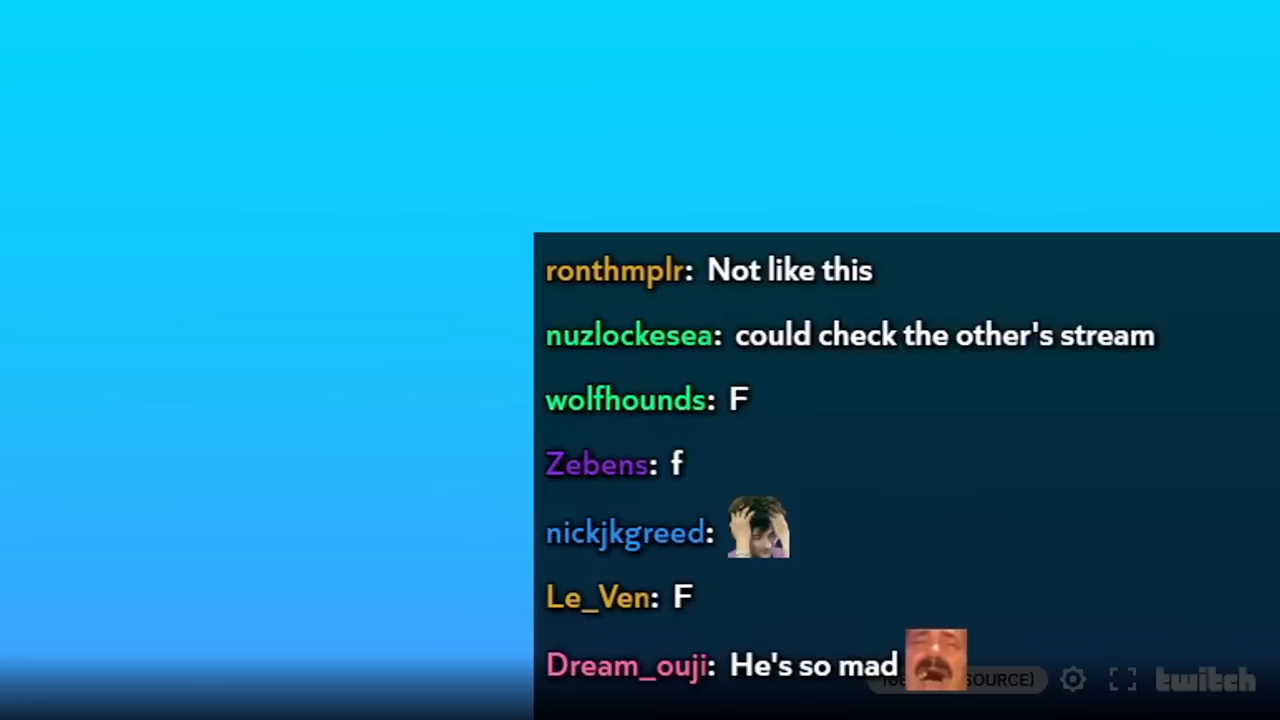 ronthmplr: Not like this
nuzlockesea: could check the other's stream
wolfhounds: F
Zebens: f
nickjkgreed:
Le_Ven: F
Dream_ouji: He's so mad
SOURCE)
twitch